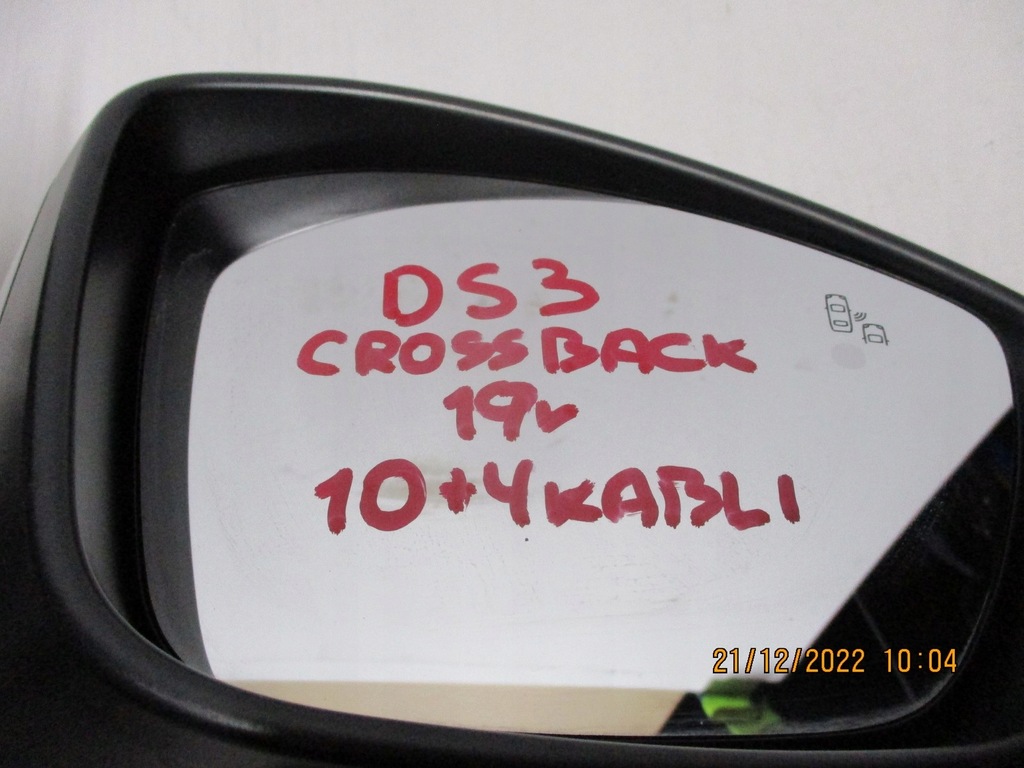 DS3
CROSSBACK
19r
10+4KABLI
21/12/2022 10:04